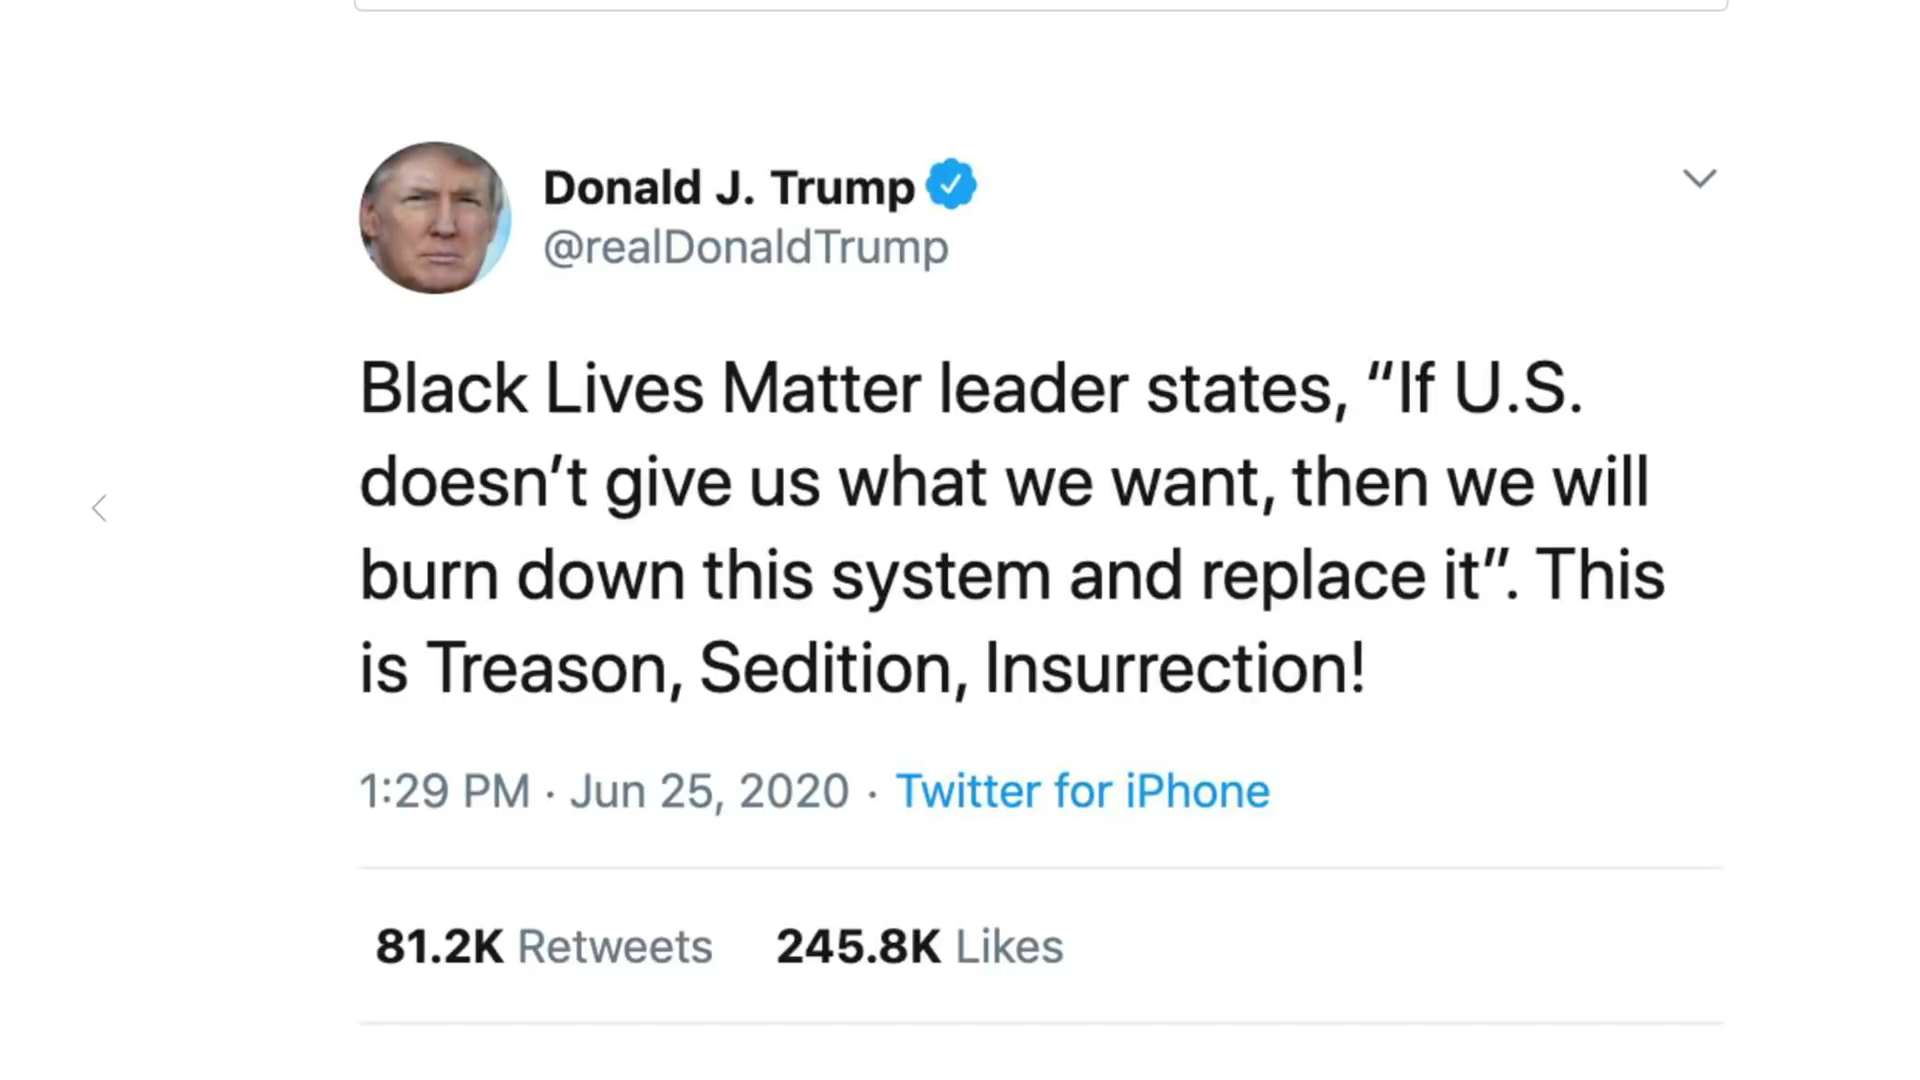 Donald J. Trump
@realDonaldTrump
Black Lives Matter leader states, “If U.S.
doesn’t give us what we want, then we will
burn down this system and replace it”. This
is Treason, Sedition, Insurrection!
1:29 PM · Jun 25, 2020 · Twitter for iPhone
81.2K Retweets 245.8K Likes